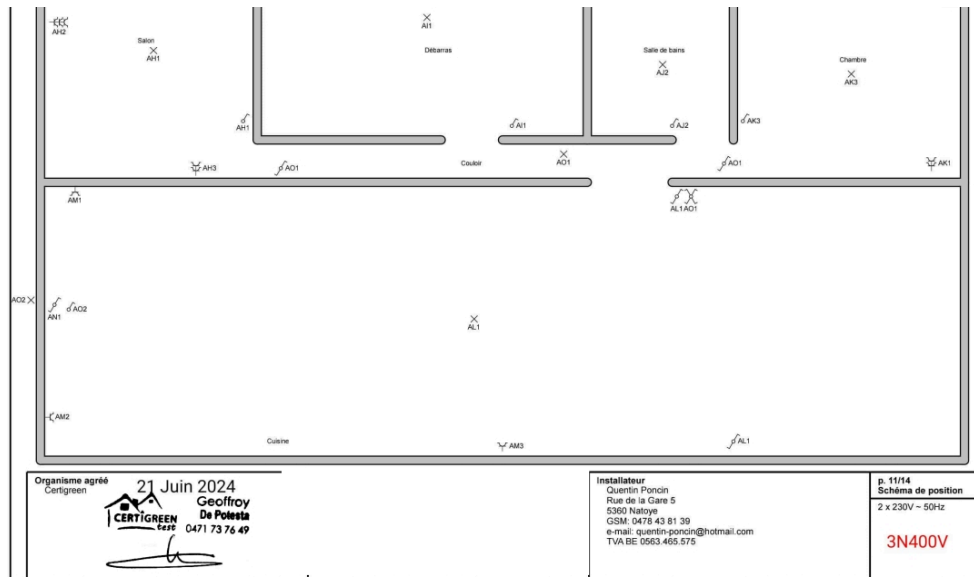 AH2
Salon
AH1
AI1
Débarras
Salle de bains
AJ2
Chambre
AK3
AH1
AI1
AJ2
AK3
AH3
AO1
Couloir
AO1
AO1
AK1
AM1
AL1 AO1
AO2
AN1
AO2
AL1
AM2
Cuisine
AM3
AL1
Organisme agréé
Certigreen
21 Juin 2024
CERTIGREEN
test
Geoffroy
De Potesta
0471 73 76 49
Installateur
Quentin Poncin
Rue de la Gare 5
5360 Natoye
GSM: 0478 43 81 39
e-mail: quentin-poncin@hotmail.com
TVA BE 0563.465.575
p. 11/14
Schéma de position
2 x 230V ~ 50Hz
3N400V